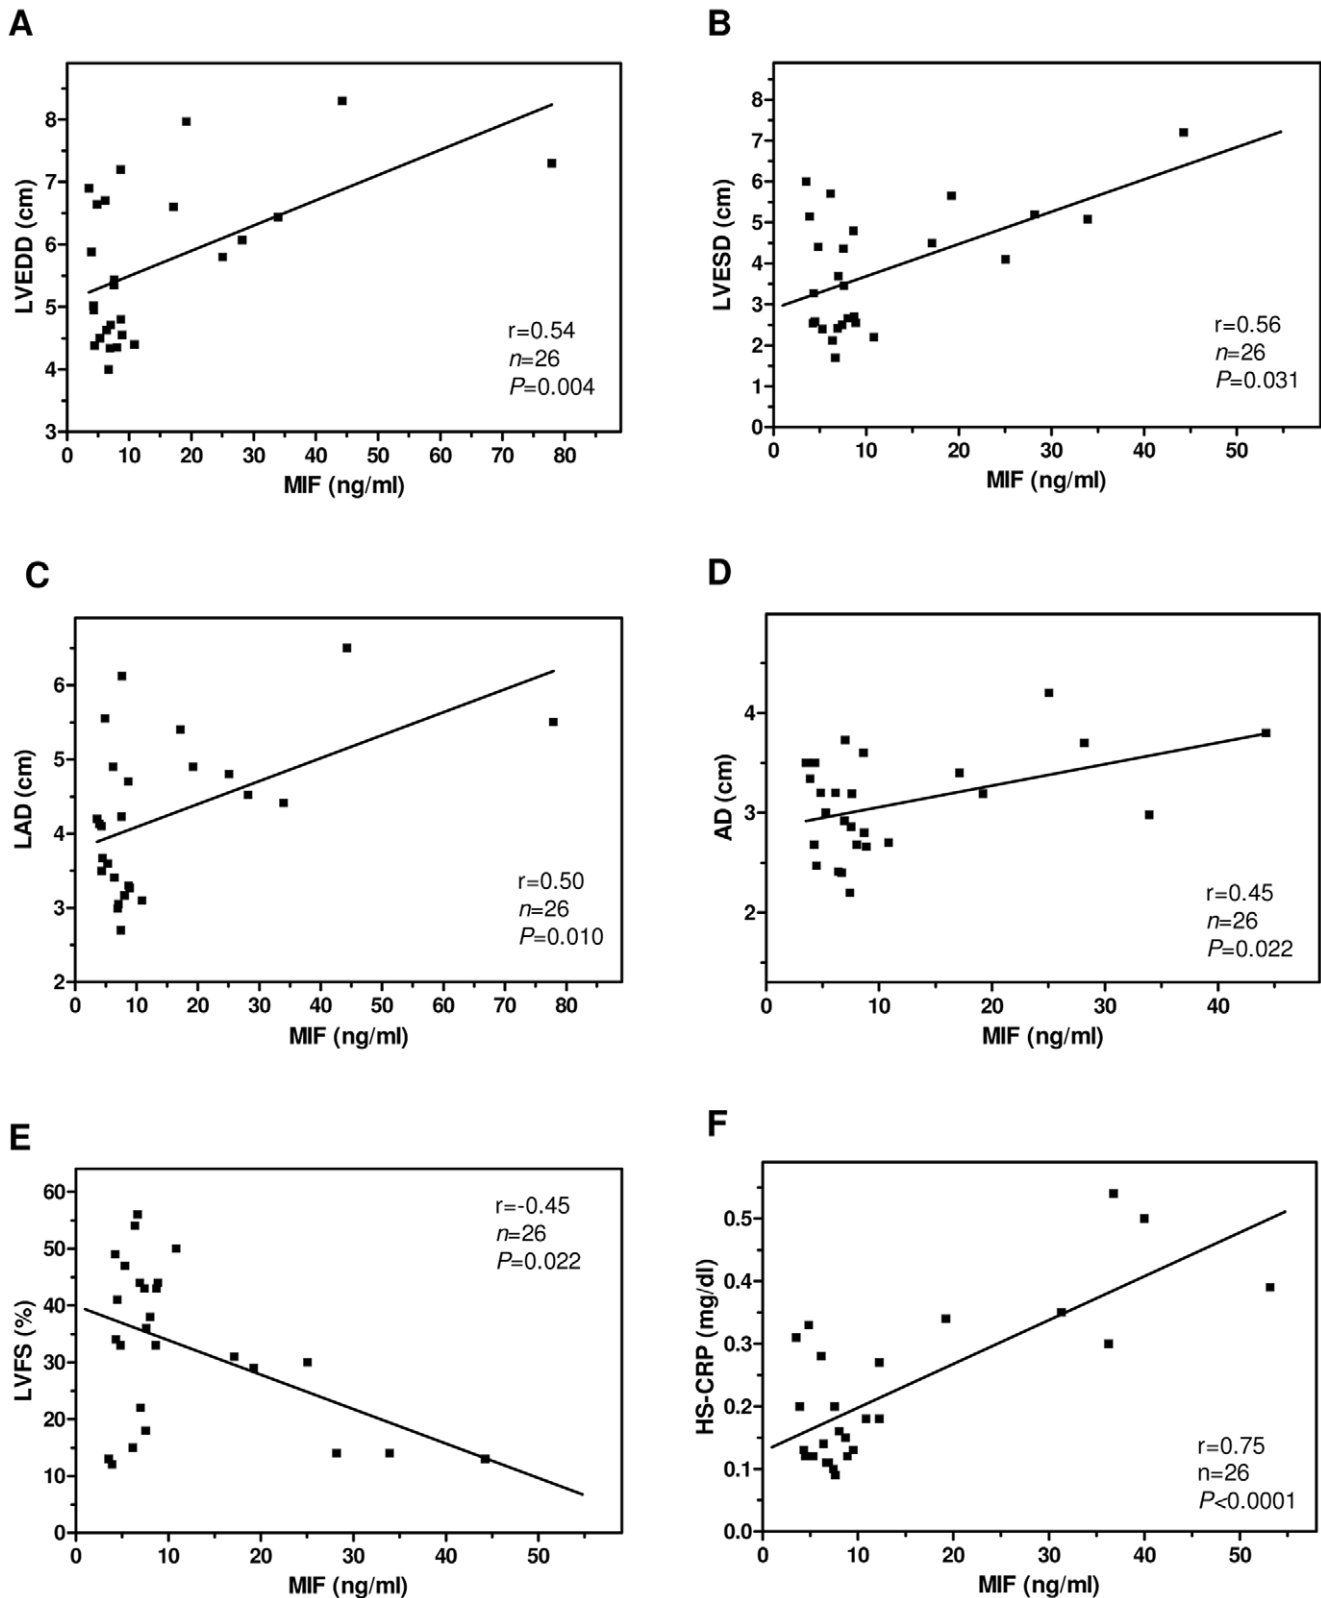 A
LVEDD (cm)
8
7
6
5
4
3
0 10 20 30 40 50 60 70 80
MIF (ng/ml)
r=0.54
n=26
P=0.004
B
LVESD (cm)
8
7
6
5
4
3
2
1
0
0 10 20 30 40 50
MIF (ng/ml)
r=0.56
n=26
P=0.031
C
LAD (cm)
6
5
4
3
2
0 10 20 30 40 50 60 70 80
MIF (ng/ml)
r=0.50
n=26
P=0.010
D
AD (cm)
4
3
2
0 10 20 30 40
MIF (ng/ml)
r=0.45
n=26
P=0.022
E
LVFS (%)
60
50
40
30
20
10
0
0 10 20 30 40 50
MIF (ng/ml)
r=-0.45
n=26
P=0.022
F
HS-CRP (mg/dl)
0.5
0.4
0.3
0.2
0.1
0.0
0 10 20 30 40 50
MIF (ng/ml)
r=0.75
n=26
P<0.0001